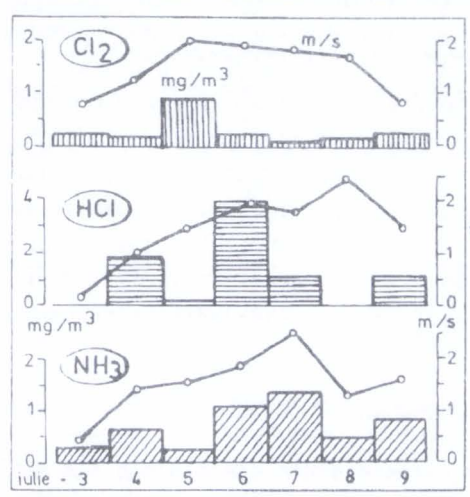 2 Cl2 m/s 2
mg/m3
1 1
0 0
4 HCl 2
2 1
0 0
mg/m3 m/s
2 NH3 2
1 1
0 0
iulie - 3 4 5 6 7 8 9